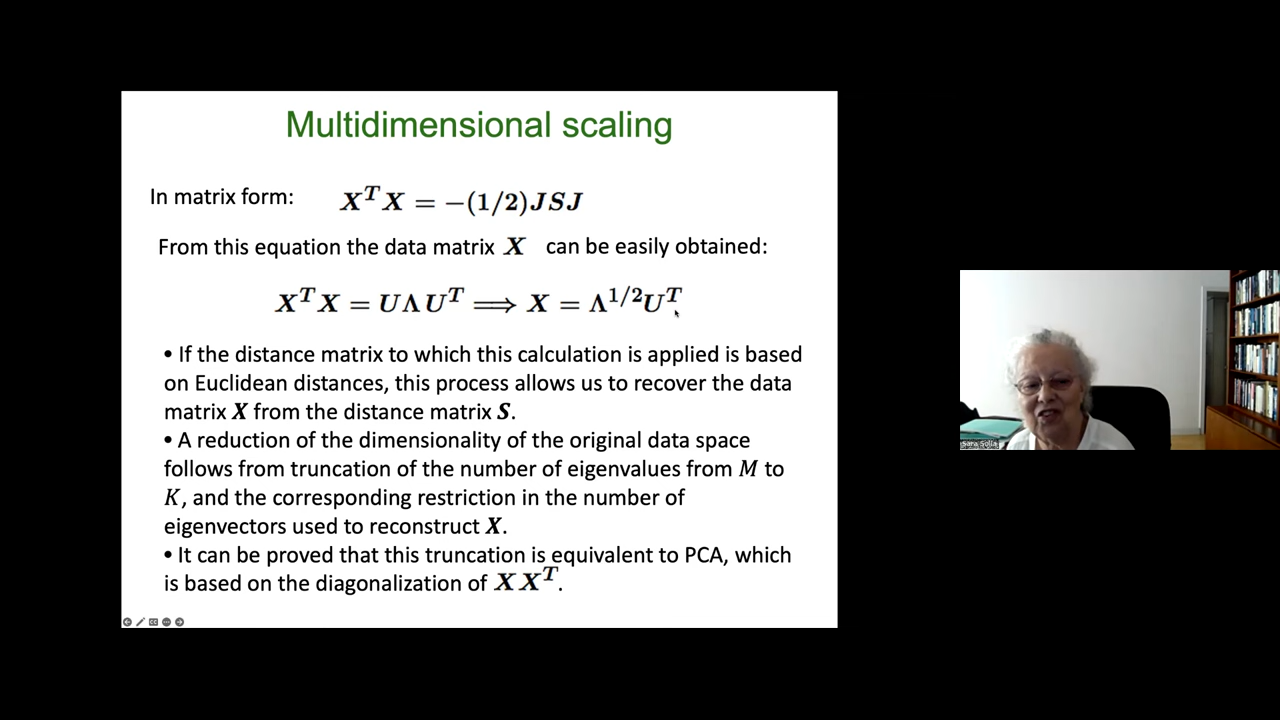 Multidimensional scaling
In matrix form: X^T X = −(1/2)JSJ
From this equation the data matrix X can be easily obtained:
X^T X = UΛU^T ⟹ X = Λ^{1/2}U^T
• If the distance matrix to which this calculation is applied is based
on Euclidean distances, this process allows us to recover the data
matrix X from the distance matrix S.
• A reduction of the dimensionality of the original data space
follows from truncation of the number of eigenvalues from M to
K, and the corresponding restriction in the number of
eigenvectors used to reconstruct X.
• It can be proved that this truncation is equivalent to PCA, which
is based on the diagonalization of XX^T.
Sara Solla